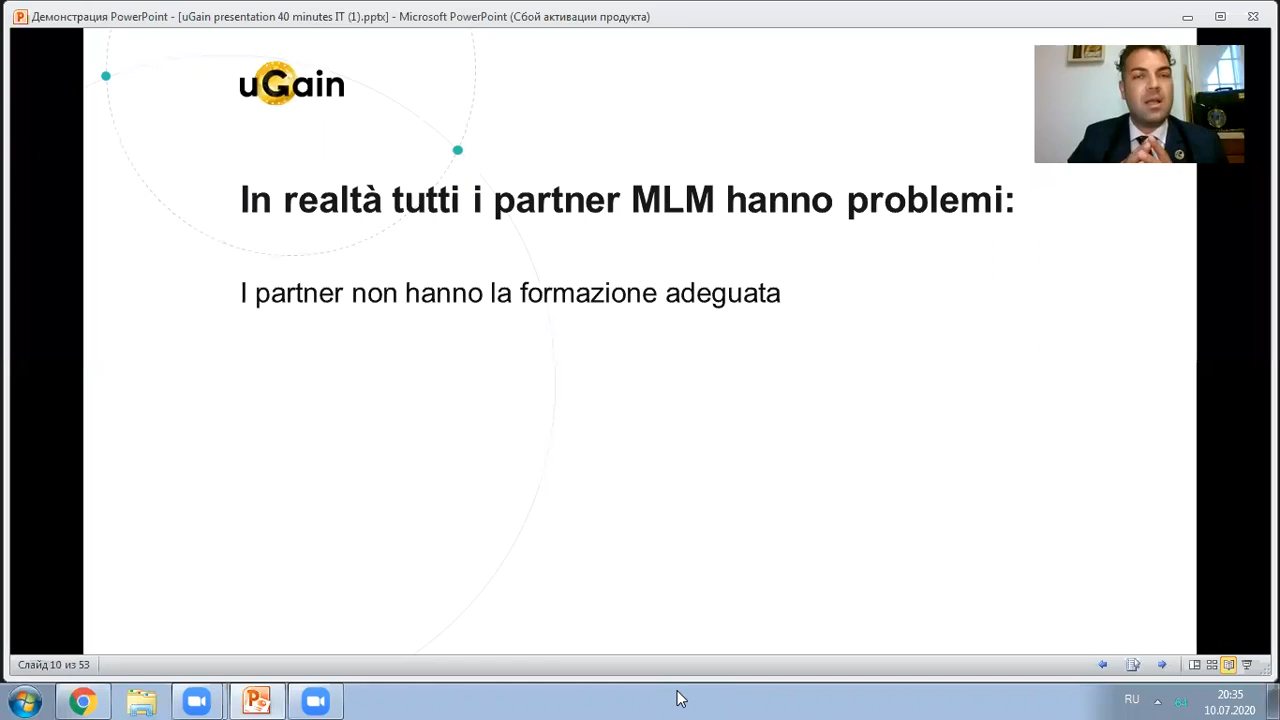 Демонстрация PowerPoint - [uGain presentation 40 minutes IT (1).pptx] - Microsoft PowerPoint (Сбой активации продукта)
uGain
In realtà tutti i partner MLM hanno problemi:
I partner non hanno la formazione adeguata
Слайд 10 из 53
RU
64
20:35
10.07.2020